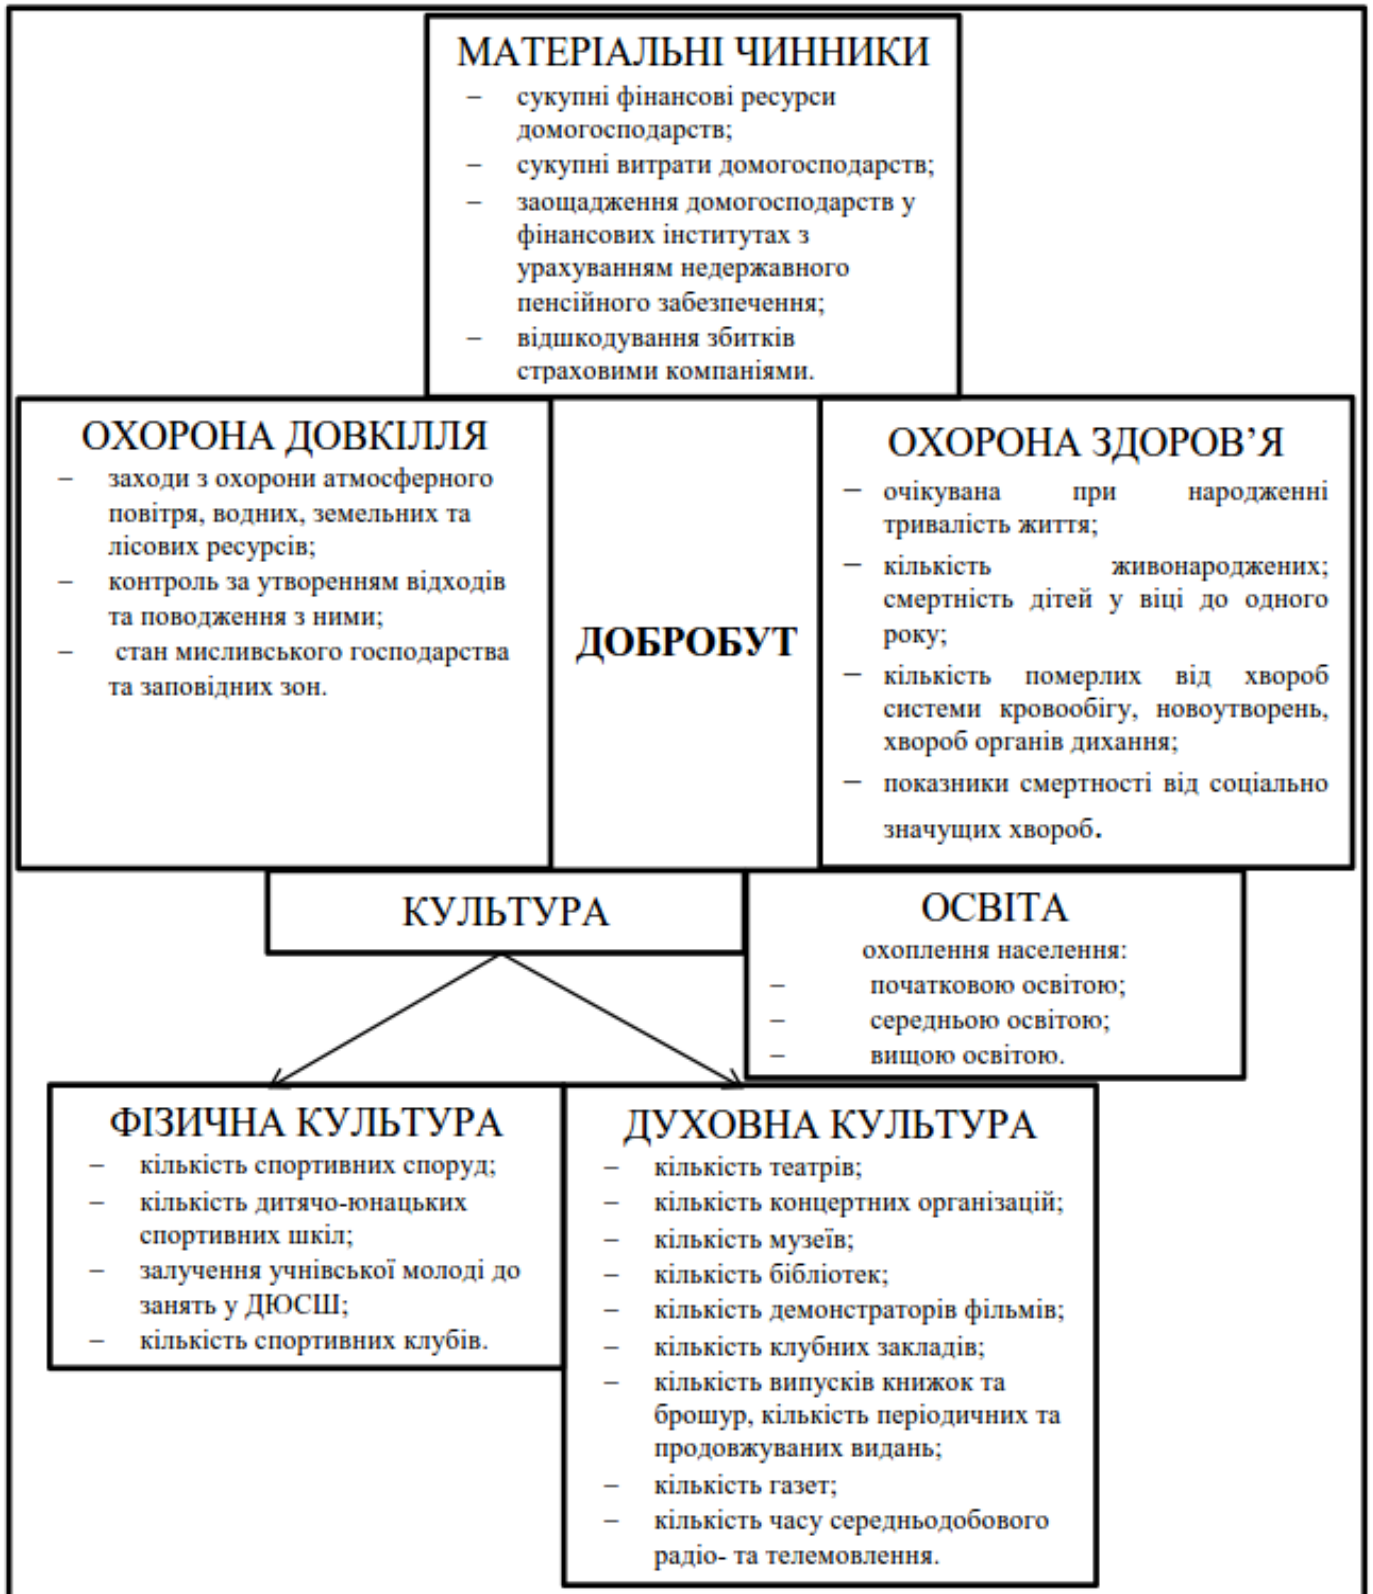 МАТЕРІАЛЬНІ ЧИННИКИ
– сукупні фінансові ресурси
домогосподарств;
– сукупні витрати домогосподарств;
– заощадження домогосподарств у
фінансових інститутах з
урахуванням недержавного
пенсійного забезпечення;
– відшкодування збитків
страховими компаніями.
ОХОРОНА ДОВКІЛЛЯ
– заходи з охорони атмосферного
повітря, водних, земельних та
лісових ресурсів;
– контроль за утворенням відходів
та поводження з ними;
– стан мисливського господарства
та заповідних зон.
ДОБРОБУТ
ОХОРОНА ЗДОРОВ’Я
– очікувана при народженні
тривалість життя;
– кількість живонароджених;
смертність дітей у віці до одного
року;
– кількість померлих від хвороб
системи кровообігу, новоутворень,
хвороб органів дихання;
– показники смертності від соціально
значущих хвороб.
КУЛЬТУРА
ОСВІТА
охоплення населення:
– початковою освітою;
– середньою освітою;
– вищою освітою.
ФІЗИЧНА КУЛЬТУРА
– кількість спортивних споруд;
– кількість дитячо-юнацьких
спортивних шкіл;
– залучення учнівської молоді до
занять у ДЮСШ;
– кількість спортивних клубів.
ДУХОВНА КУЛЬТУРА
– кількість театрів;
– кількість концертних організацій;
– кількість музеїв;
– кількість бібліотек;
– кількість демонстраторів фільмів;
– кількість клубних закладів;
– кількість випусків книжок та
брошур, кількість періодичних та
продовжуваних видань;
– кількість газет;
– кількість часу середньодобового
радіо- та телемовлення.